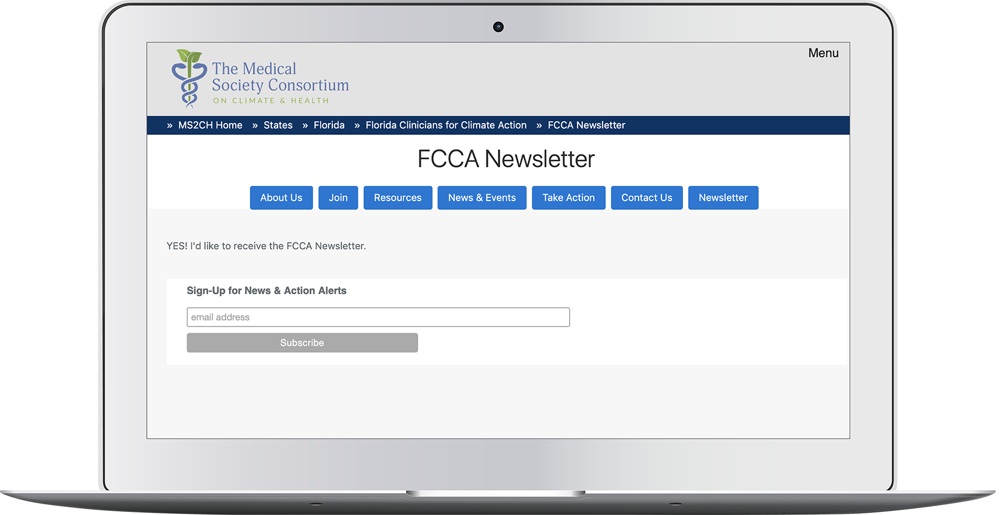 Menu
The Medical
Society Consortium
ON CLIMATE & HEALTH
» MS2CH Home » States » Florida » Florida Clinicians for Climate Action » FCCA Newsletter
FCCA Newsletter
About Us Join Resources News & Events Take Action Contact Us Newsletter
YES! I'd like to receive the FCCA Newsletter.
Sign-Up for News & Action Alerts
email address
Subscribe